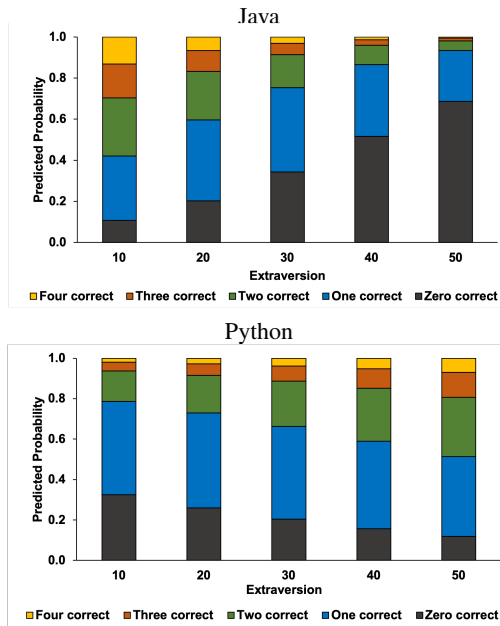 Java
1.0
0.8
0.6
0.4
0.2
0.0
Predicted Probability
10 20 30 40 50
Extraversion
Four correct Three correct Two correct One correct Zero correct
Python
1.0
0.8
0.6
0.4
0.2
0.0
Predicted Probability
10 20 30 40 50
Extraversion
Four correct Three correct Two correct One correct Zero correct